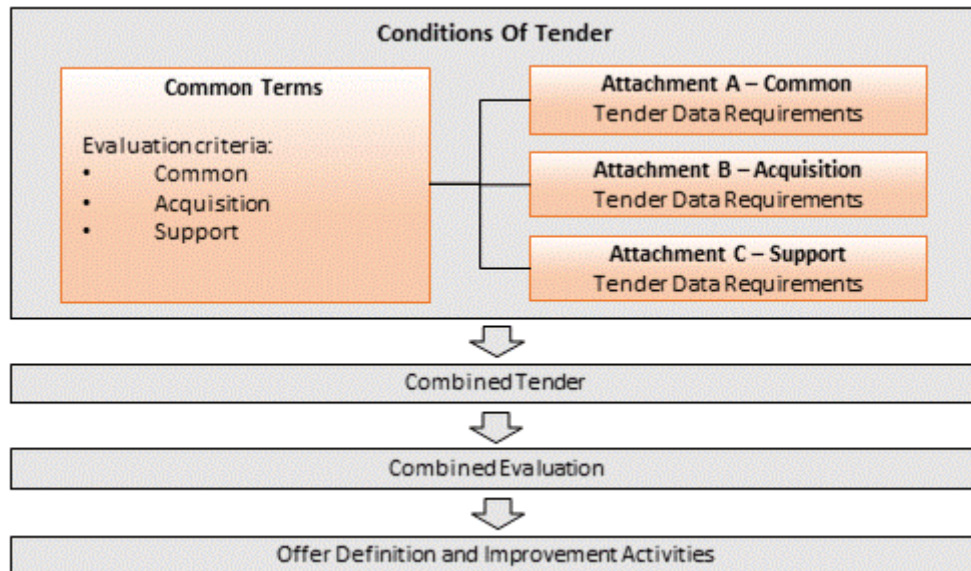 Conditions Of Tender
Common Terms
Evaluation criteria:
• Common
• Acquisition
• Support
Attachment A – Common
Tender Data Requirements
Attachment B – Acquisition
Tender Data Requirements
Attachment C – Support
Tender Data Requirements
Combined Tender
Combined Evaluation
Offer Definition and Improvement Activities